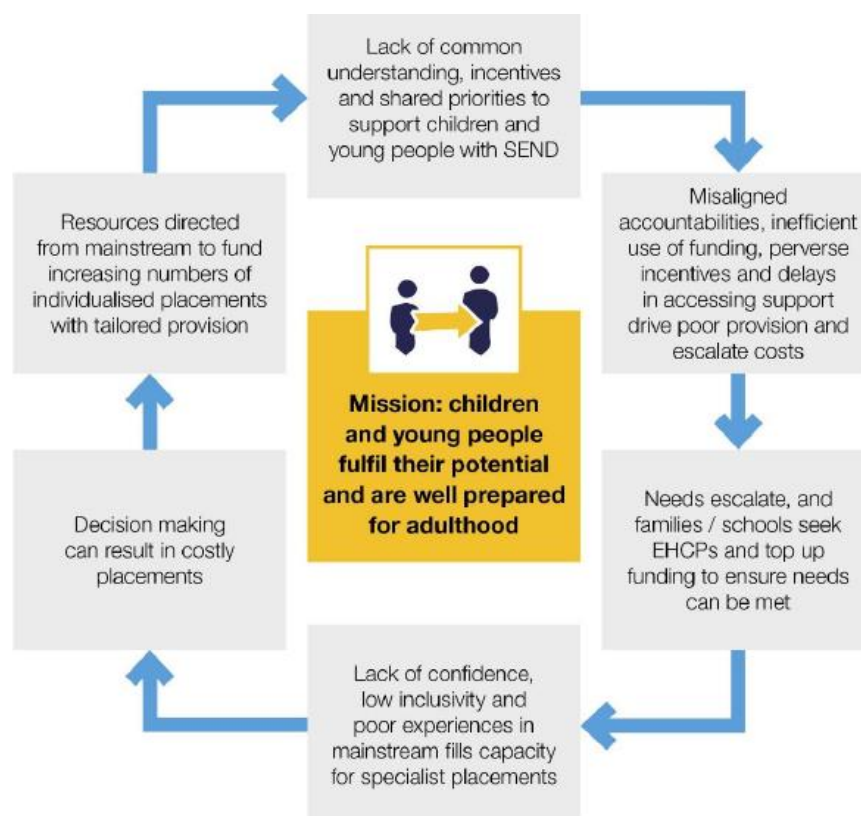 Lack of common
understanding, incentives
and shared priorities to
support children and
young people with SEND
Misaligned
accountabilities, inefficient
use of funding, perverse
incentives and delays
in accessing support
drive poor provision and
escalate costs
Needs escalate, and
families / schools seek
EHCPs and top up
funding to ensure needs
can be met
Lack of confidence,
low inclusivity and
poor experiences in
mainstream fills capacity
for specialist placements
Decision making
can result in costly
placements
Resources directed
from mainstream to fund
increasing numbers of
individualised placements
with tailored provision
Mission: children
and young people
fulfil their potential
and are well prepared
for adulthood